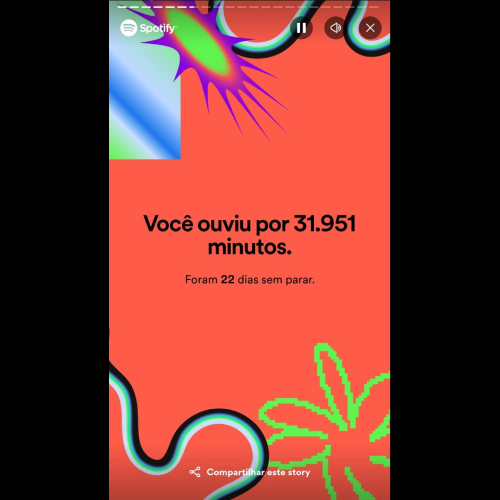 Spotify
Você ouviu por 31.951
minutos.
Foram 22 dias sem parar.
Compartilhar este story